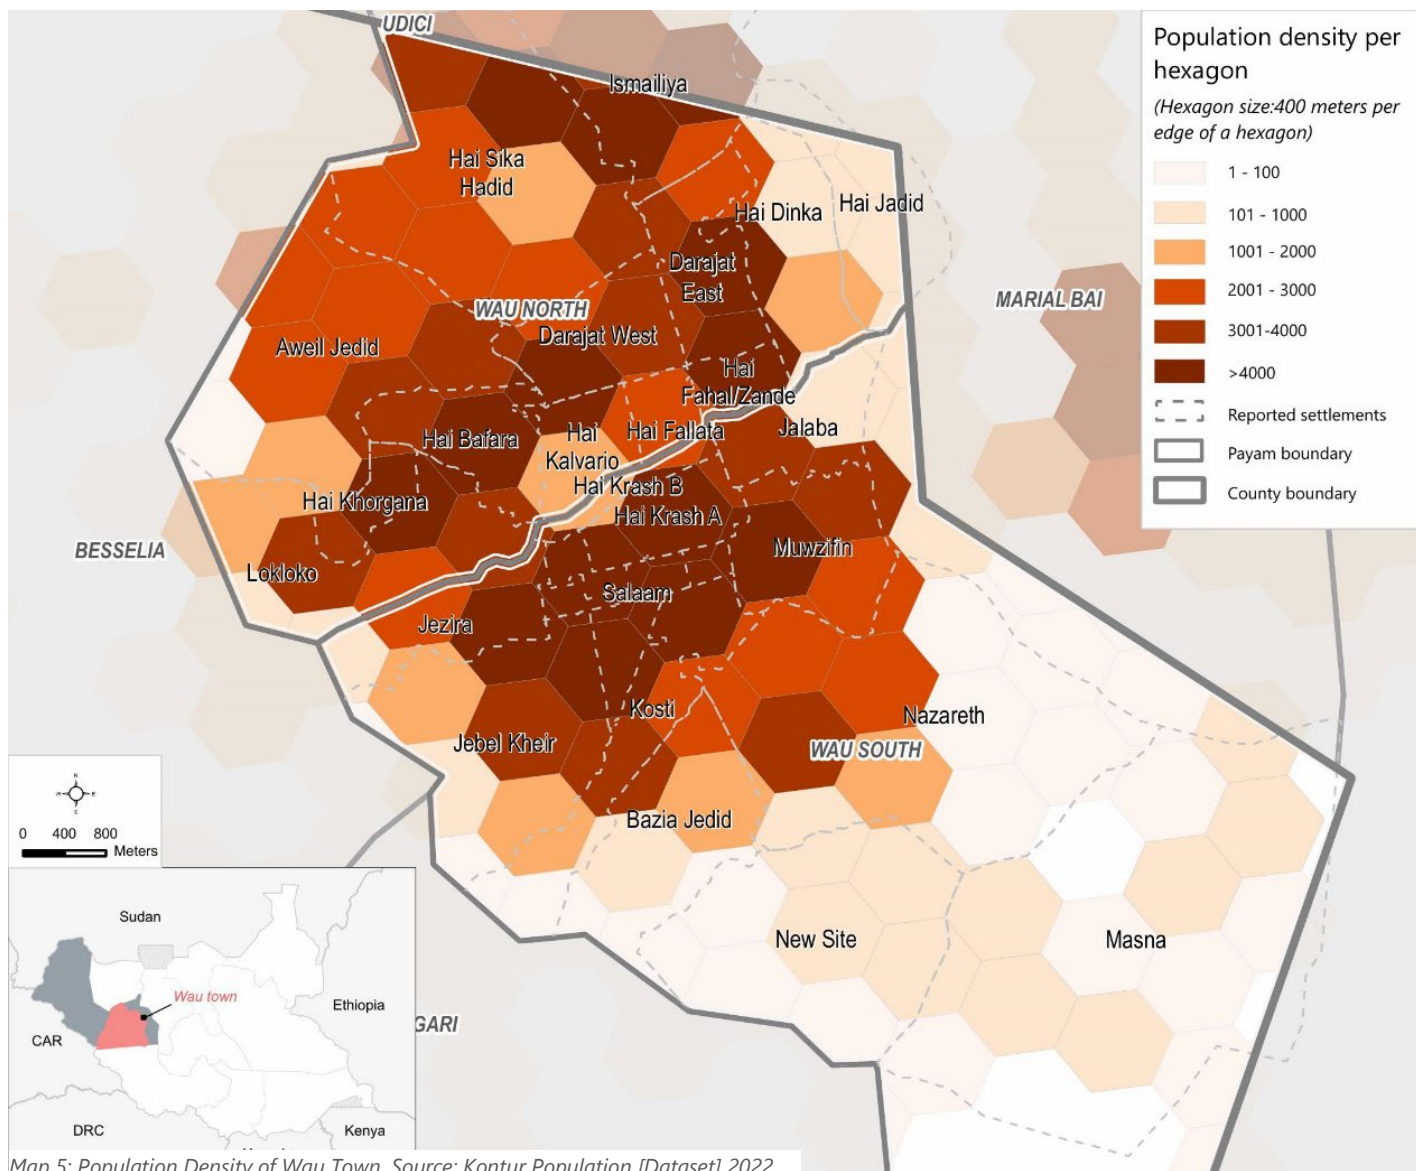 UDICI
Population density per
hexagon
(Hexagon size:400 meters per
edge of a hexagon)
1 - 100
101 - 1000
1001 - 2000
2001 - 3000
3001-4000
>4000
Reported settlements
Payam boundary
County boundary
Ismailiya
Hai Sika
Hadid
Hai Dinka
Hai Jadid
Darajat
East
MARIAL BAI
WAU NORTH
Darajat West
Aweil Jedid
Hai
Fahal/Zande
Hai Bafara
Hai
Kalvario
Hai Fallata
Jalaba
Hai Krash B
Hai Khorgana
Hai Krash A
BESSELIA
Muwzifin
Lokloko
Salaam
Jezira
Kosti
Nazareth
Jebel Kheir
WAU SOUTH
Bazia Jedid
New Site
Masna
0 400 800
Meters
Sudan
Wau town
Ethiopia
CAR
GARI
DRC
Kenya
Map 5: Population Density of Wau Town. Source: Kontur Population [Dataset] 2022